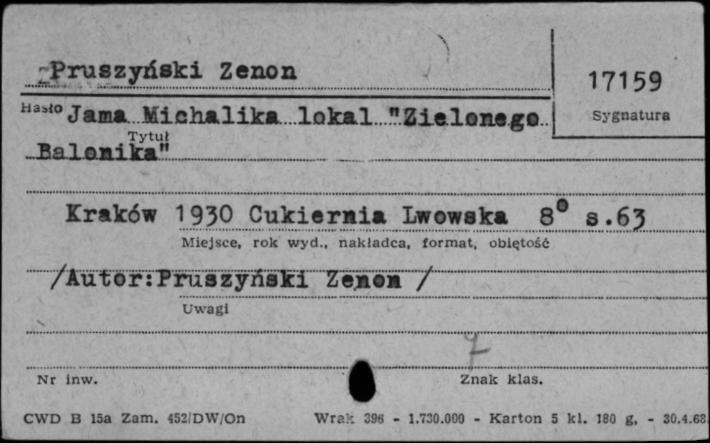 Pruszyński Zenon
17159
Hasło Jama Michalika lokal "Zielonego
Sygnatura
Tytuł
Balonika"
Kraków 1930 Cukiernia Lwowska 8° s.63
Miejsce, rok wyd., nakładca, format, objętość
/Autor:Pruszyński Zenon /
Uwagi
Nr inw.
Znak klas.
CWD B 15a Zam. 452/DW/On Wrak 396 - 1.730.000 - Karton 5 kl. 180 g, - 30.4.68